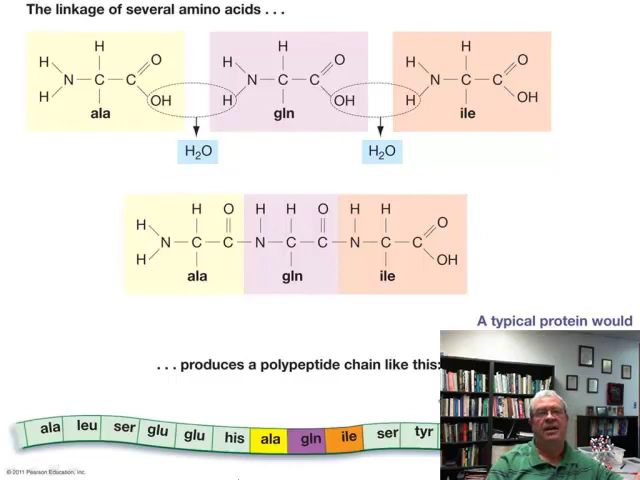 The linkage of several amino acids . . .
H H H
H O H O H O
N C C N C C N C C
H OH H OH H OH
ala gln ile
H₂O H₂O
H O H H O H H
H O
N C C N C C N C C
H OH
ala gln ile
A typical protein would
. . . produces a polypeptide chain like this:
ala leu ser glu glu his ala gln ile ser tyr
© 2011 Pearson Education, Inc.